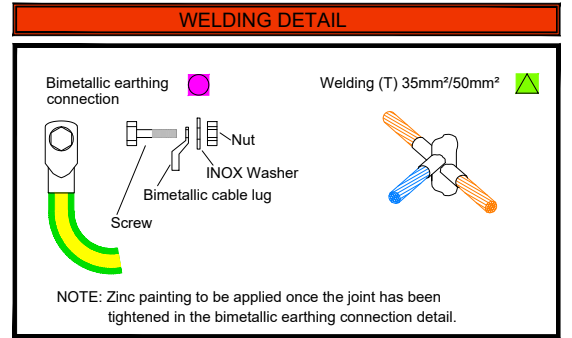 WELDING DETAIL
Bimetallic earthing
connection
Welding (T) 35mm²/50mm²
Nut
INOX Washer
Bimetallic cable lug
Screw
NOTE: Zinc painting to be applied once the joint has been
tightened in the bimetallic earthing connection detail.